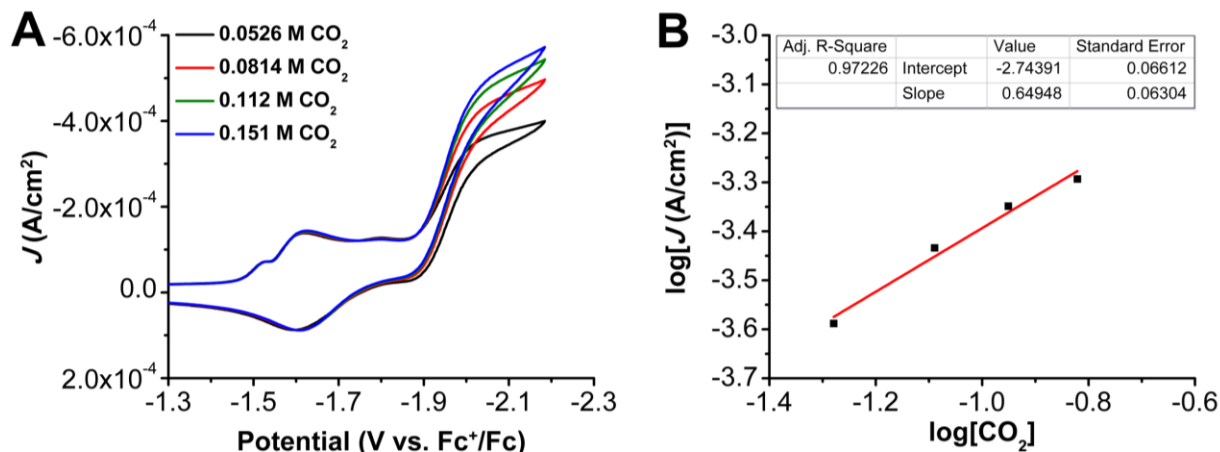 A
0.0526 M CO₂
0.0814 M CO₂
0.112 M CO₂
0.151 M CO₂
-6.0x10⁻⁴
-4.0x10⁻⁴
-2.0x10⁻⁴
0.0
2.0x10⁻⁴
J (A/cm²)
-1.3 -1.5 -1.7 -1.9 -2.1 -2.3
Potential (V vs. Fc⁺/Fc)
B
Adj. R-Square Value Standard Error
0.97226 Intercept -2.74391 0.06612
Slope 0.64948 0.06304
-3.0
-3.1
-3.2
-3.3
-3.4
-3.5
-3.6
-3.7
log[J (A/cm²)]
-1.4 -1.2 -1.0 -0.8 -0.6
log[CO₂]